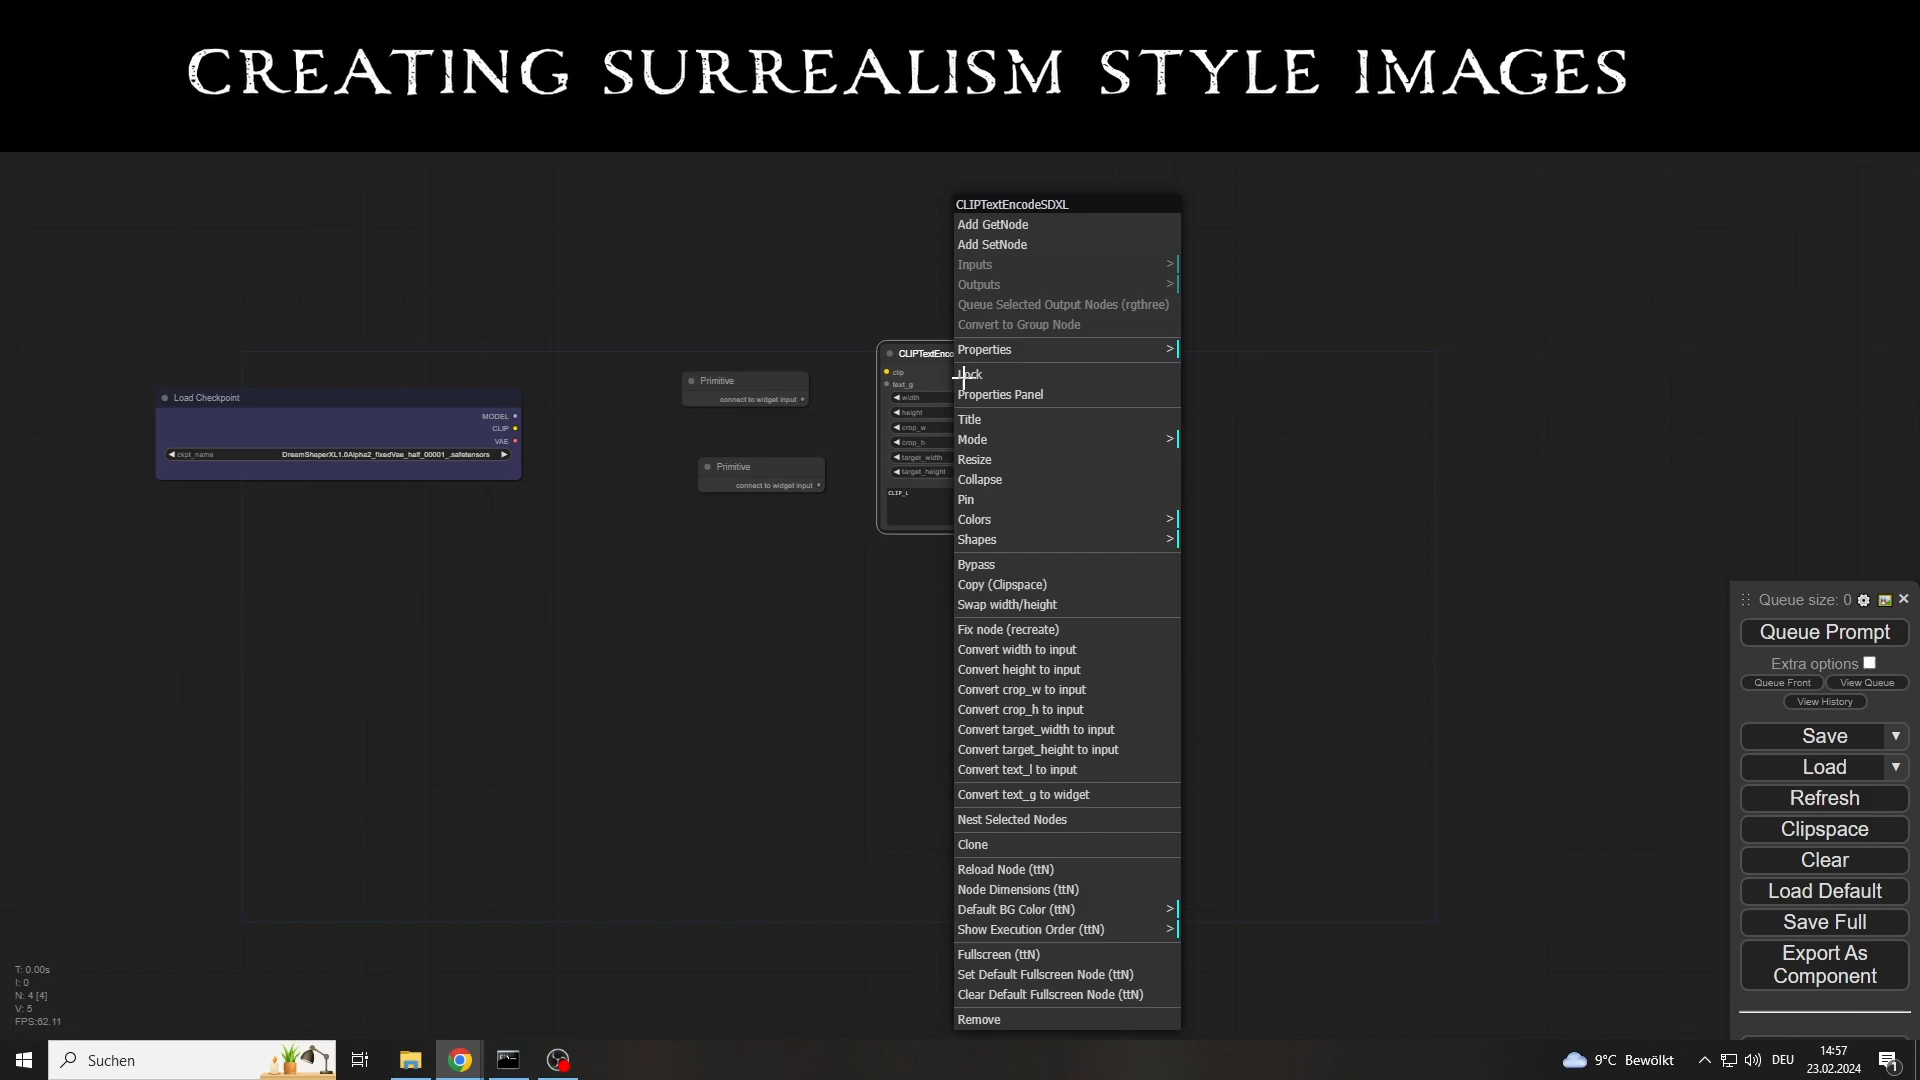 CREATING SURREALISM STYLE IMAGES
CLIPTextEncodeSDXL
Add GetNode
Add SetNode
Inputs >
Outputs >
Queue Selected Output Nodes (rgthree)
Convert to Group Node
Properties >
Lock
Properties Panel
Title
Mode >
Resize
Collapse
Pin
Colors >
Shapes >
Bypass
Copy (Clipspace)
Swap width/height
Fix node (recreate)
Convert width to input
Convert height to input
Convert crop_w to input
Convert crop_h to input
Convert target_width to input
Convert target_height to input
Convert text_l to input
Convert text_g to widget
Nest Selected Nodes
Clone
Reload Node (ttN)
Node Dimensions (ttN)
Default BG Color (ttN) >
Show Execution Order (ttN) >
Fullscreen (ttN)
Set Default Fullscreen Node (ttN)
Clear Default Fullscreen Node (ttN)
Remove
Load Checkpoint
MODEL
CLIP
VAE
ckpt_name DreamShaperXL1.0Alpha2_fixedVae_half_00001_.safetensors
Primitive
connect to widget input
Primitive
connect to widget input
CLIPTextEnco
clip
text_g
width
height
crop_w
crop_h
target_width
target_height
CLIP_L
Queue size: 0
Queue Prompt
Extra options
Queue Front
View Queue
View History
Save
Load
Refresh
Clipspace
Clear
Load Default
Save Full
Export As
Component
T: 0.00s
I: 0
N: 4 [4]
V: 5
FPS:62.11
Suchen
9°C Bewölkt
DEU
14:57
23.02.2024
1